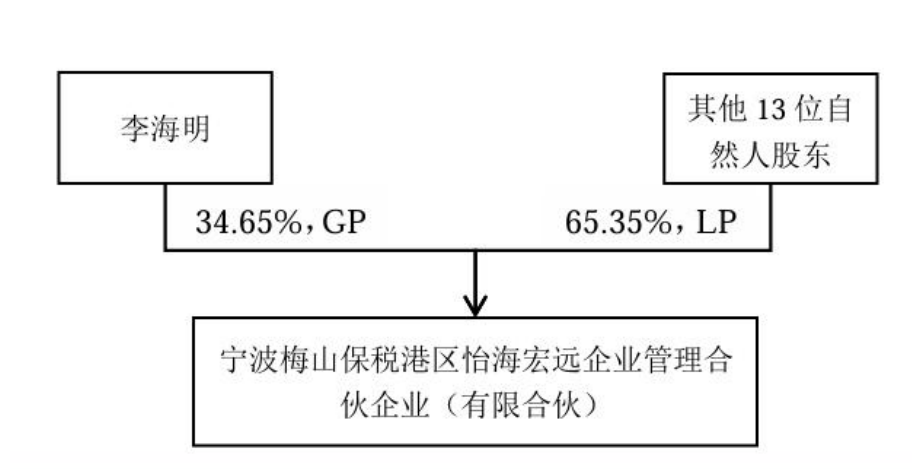 李海明
其他 13 位自
然人股东
34.65%，GP
65.35%，LP
宁波梅山保税港区怡海宏远企业管理合
伙企业（有限合伙）